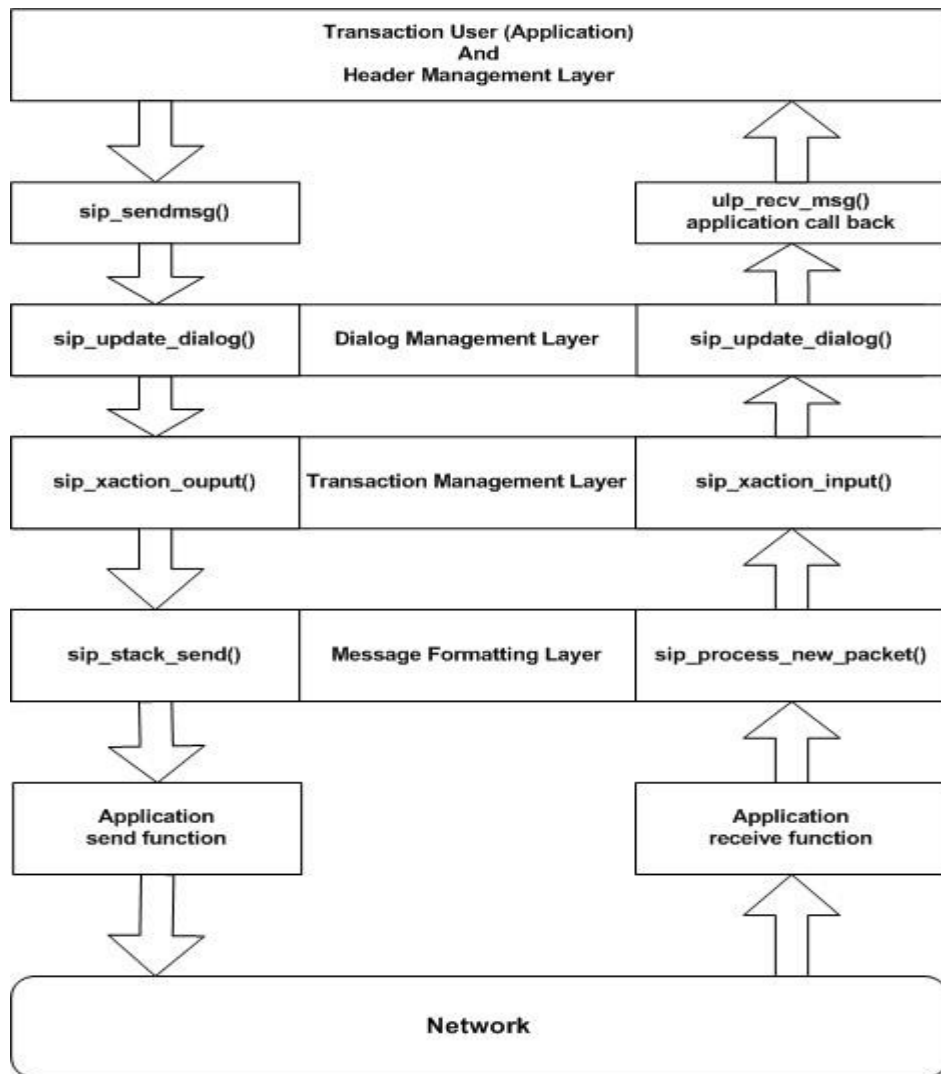 Transaction User (Application)
And
Header Management Layer
sip_sendmsg()
ulp_recv_msg()
application call back
sip_update_dialog()
Dialog Management Layer
sip_update_dialog()
sip_xaction_ouput()
Transaction Management Layer
sip_xaction_input()
sip_stack_send()
Message Formatting Layer
sip_process_new_packet()
Application
send function
Application
receive function
Network